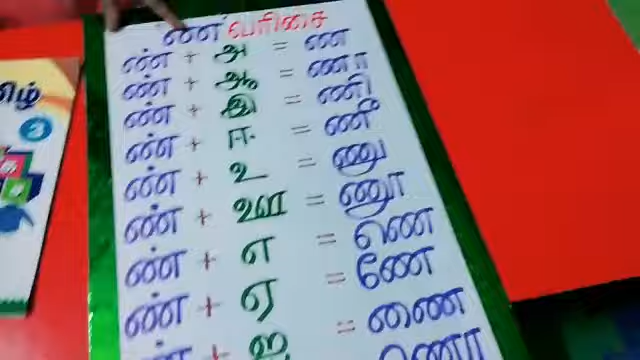 ண் வரிசை
ண் + அ = ண
ண் + ஆ = ணா
ண் + இ = ணி
ண் + ஈ = ணீ
ண் + உ = ணு
ண் + ஊ = ணூ
ண் + எ = ணெ
ண் + ஏ = ணே
ண் + ஐ = ணை
ணொ